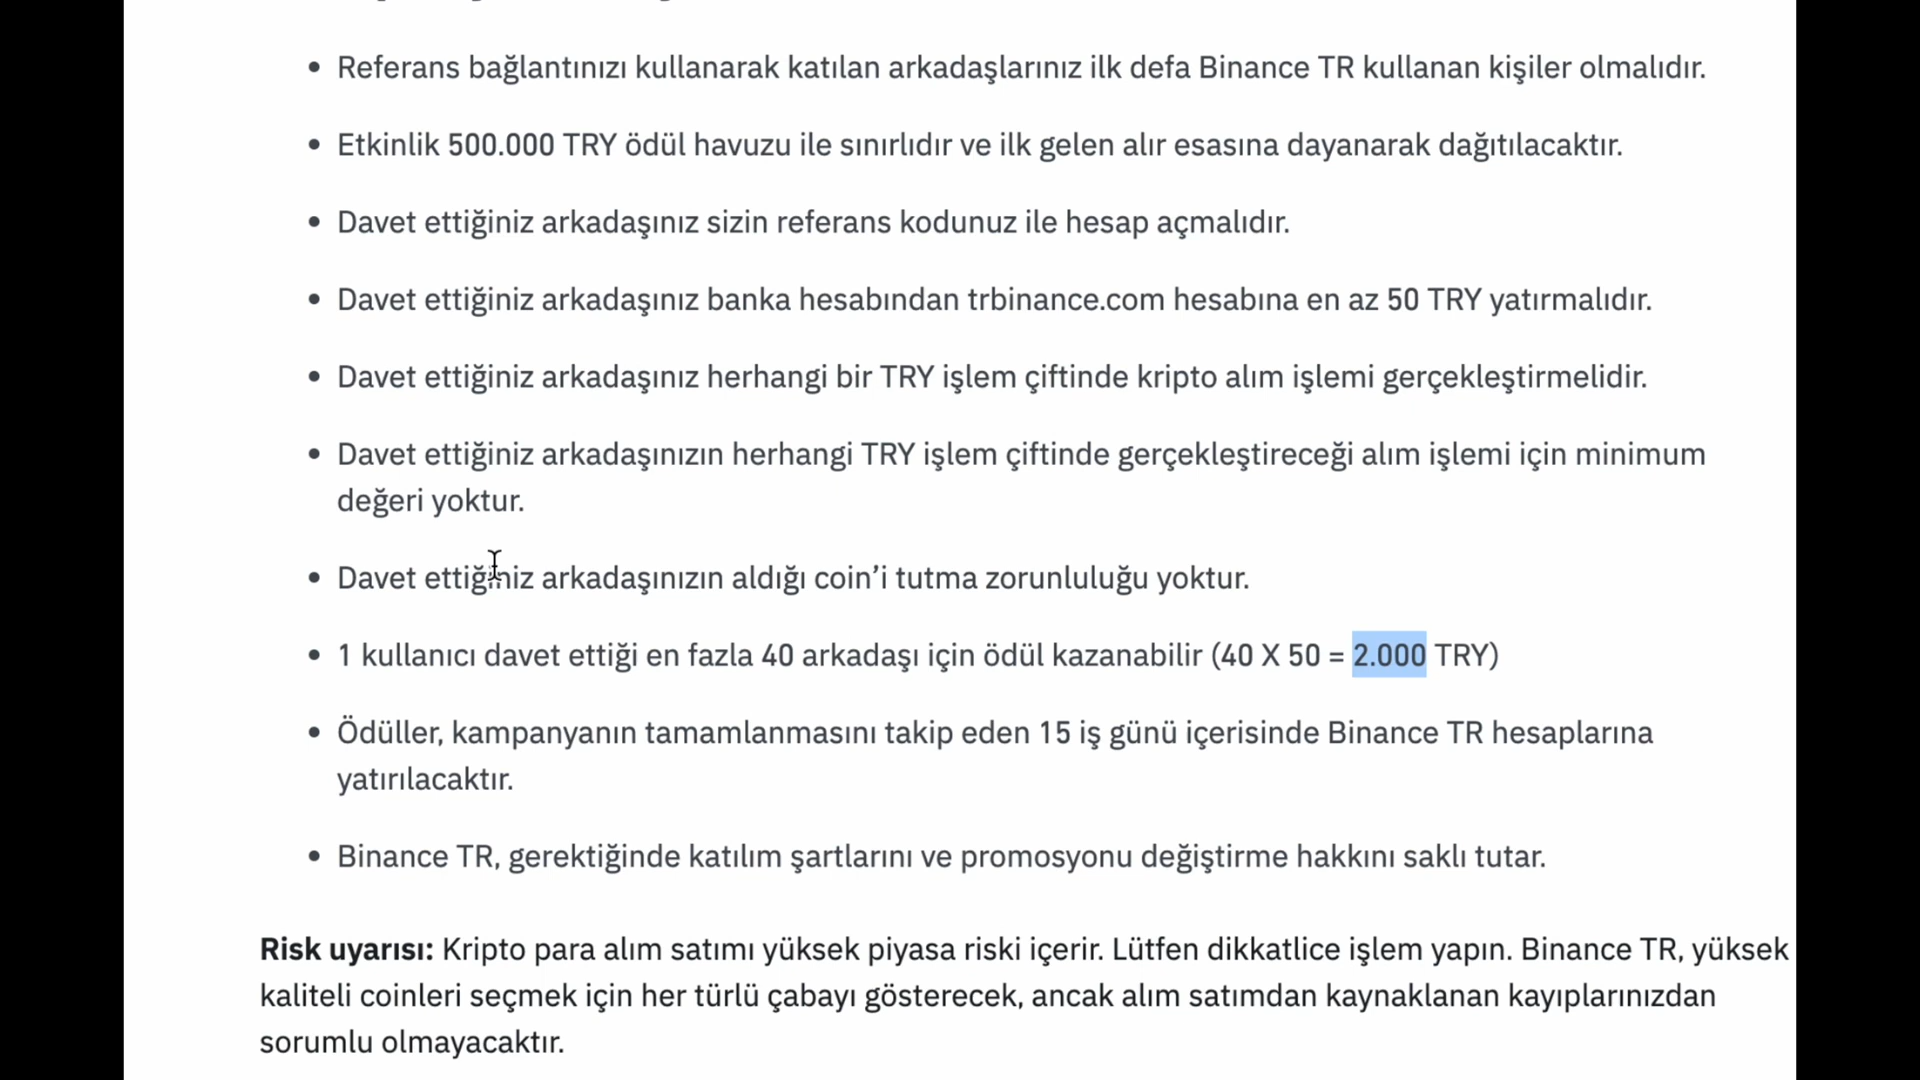 • Referans bağlantınızı kullanarak katılan arkadaşlarınız ilk defa Binance TR kullanan kişiler olmalıdır.
• Etkinlik 500.000 TRY ödül havuzu ile sınırlıdır ve ilk gelen alır esasına dayanarak dağıtılacaktır.
• Davet ettiğiniz arkadaşınız sizin referans kodunuz ile hesap açmalıdır.
• Davet ettiğiniz arkadaşınız banka hesabından trbinance.com hesabına en az 50 TRY yatırmalıdır.
• Davet ettiğiniz arkadaşınız herhangi bir TRY işlem çiftinde kripto alım işlemi gerçekleştirmelidir.
• Davet ettiğiniz arkadaşınızın herhangi TRY işlem çiftinde gerçekleştireceği alım işlemi için minimum
değeri yoktur.
• Davet ettiğiniz arkadaşınızın aldığı coin’i tutma zorunluluğu yoktur.
• 1 kullanıcı davet ettiği en fazla 40 arkadaşı için ödül kazanabilir (40 X 50 = 2.000 TRY)
• Ödüller, kampanyanın tamamlanmasını takip eden 15 iş günü içerisinde Binance TR hesaplarına
yatırılacaktır.
• Binance TR, gerektiğinde katılım şartlarını ve promosyonu değiştirme hakkını saklı tutar.
Risk uyarısı: Kripto para alım satımı yüksek piyasa riski içerir. Lütfen dikkatlice işlem yapın. Binance TR, yüksek
kaliteli coinleri seçmek için her türlü çabayı gösterecek, ancak alım satımdan kaynaklanan kayıplarınızdan
sorumlu olmayacaktır.